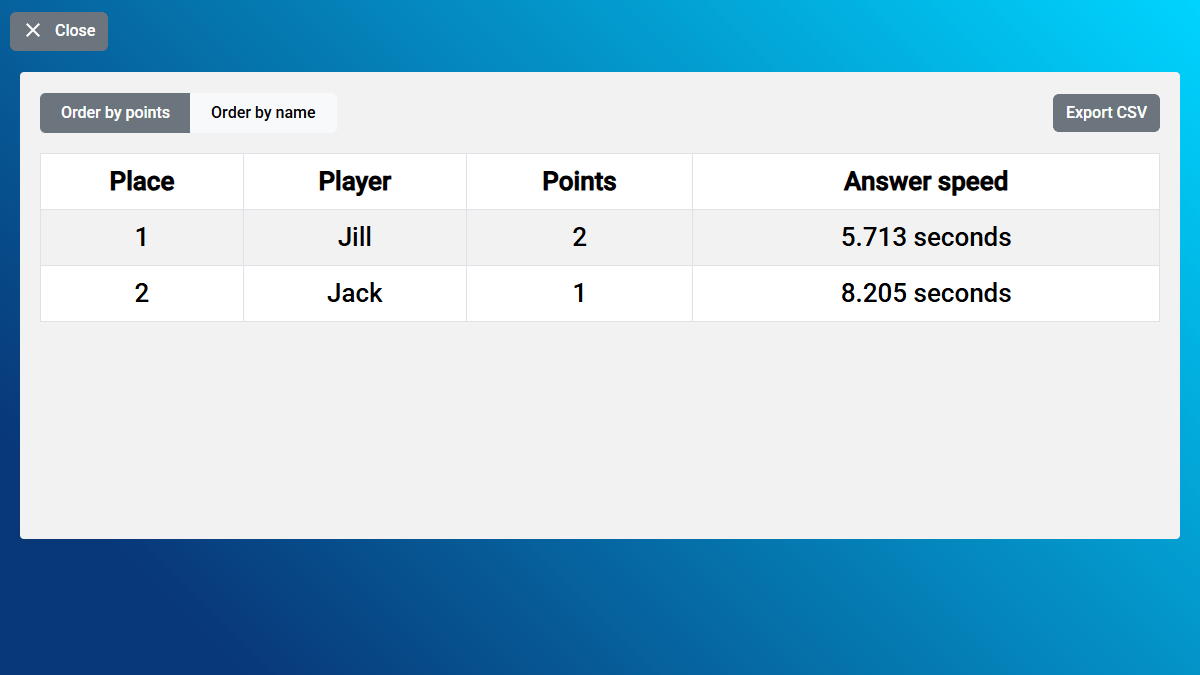 Close
Order by points Order by name Export CSV
Place Player Points Answer speed
1 Jill 2 5.713 seconds
2 Jack 1 8.205 seconds